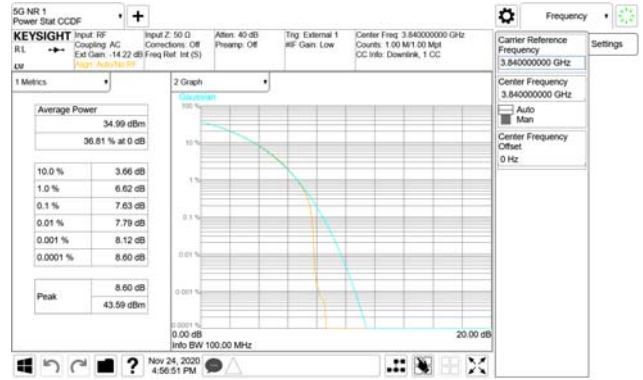 5G NR 1
Power Stat CCDF
Frequency
KEYSIGHT
RL
Input: RF
Coupling: AC
Ext Gain: -14.22 dB
Align: Auto/No RF
Input Z: 50 Ω
Corrections: Off
Freq Ref: Int (S)
Atten: 40 dB
Preamp: Off
Trig: External 1
#IF Gain: Low
Center Freq: 3.840000000 GHz
Counts: 1.00 M/1.00 Mpt
CC Info: Downlink, 1 CC
LXI
1 Metrics
Average Power
34.99 dBm
36.81 % at 0 dB
10.0 % 3.66 dB
1.0 % 6.62 dB
0.1 % 7.63 dB
0.01 % 7.79 dB
0.001 % 8.12 dB
0.0001 % 8.60 dB
Peak
8.60 dB
43.59 dBm
2 Graph
Gaussian
100 %
10 %
1 %
0.1 %
0.01 %
0.001 %
0.0001 %
0.00 dB
20.00 dB
Info BW 100.00 MHz
Carrier Reference
Frequency
3.840000000 GHz
Center Frequency
3.840000000 GHz
Auto
Man
Center Frequency
Offset
0 Hz
Settings
?
Nov 24, 2020
4:56:51 PM